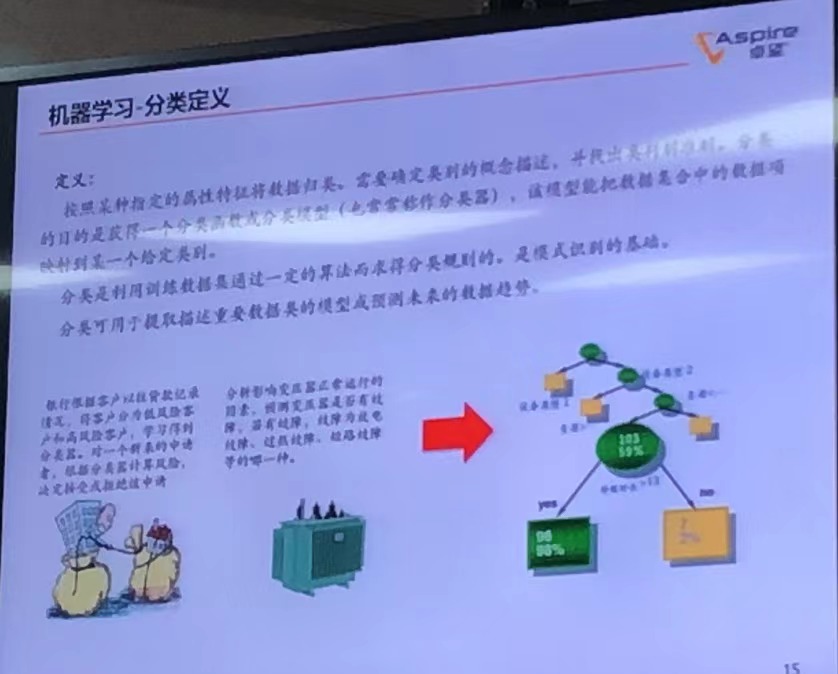 Aspire
卓望
机器学习-分类定义
定义：
按照某种指定的属性特征将数据归类。需要确定类别的概念描述，并找出类判别准则。分类
的目的是获得一个分类函数或分类模型（也常常称作分类器），该模型能把数据集合中的数据项
映射到某一个给定类别。
分类是利用训练数据集通过一定的算法而求得分类规则的。是模式识别的基础。
分类可用于提取描述重要数据类的模型或预测未来的数据趋势。
银行根据客户以往贷款记录
情况，将客户分为低风险客
户和高风险客户，学习得到
分类器。对一个新来的申请
者，根据分类器计算风险，
决定接受或拒绝该申请
分析影响变压器正常运行的
因素，预测变压器是否有故
障，若有故障，故障为放电
故障、过热故障、短路故障
等的哪一种。
设备类型2
设备类型1
103
59%
yes
no
96
98%
15